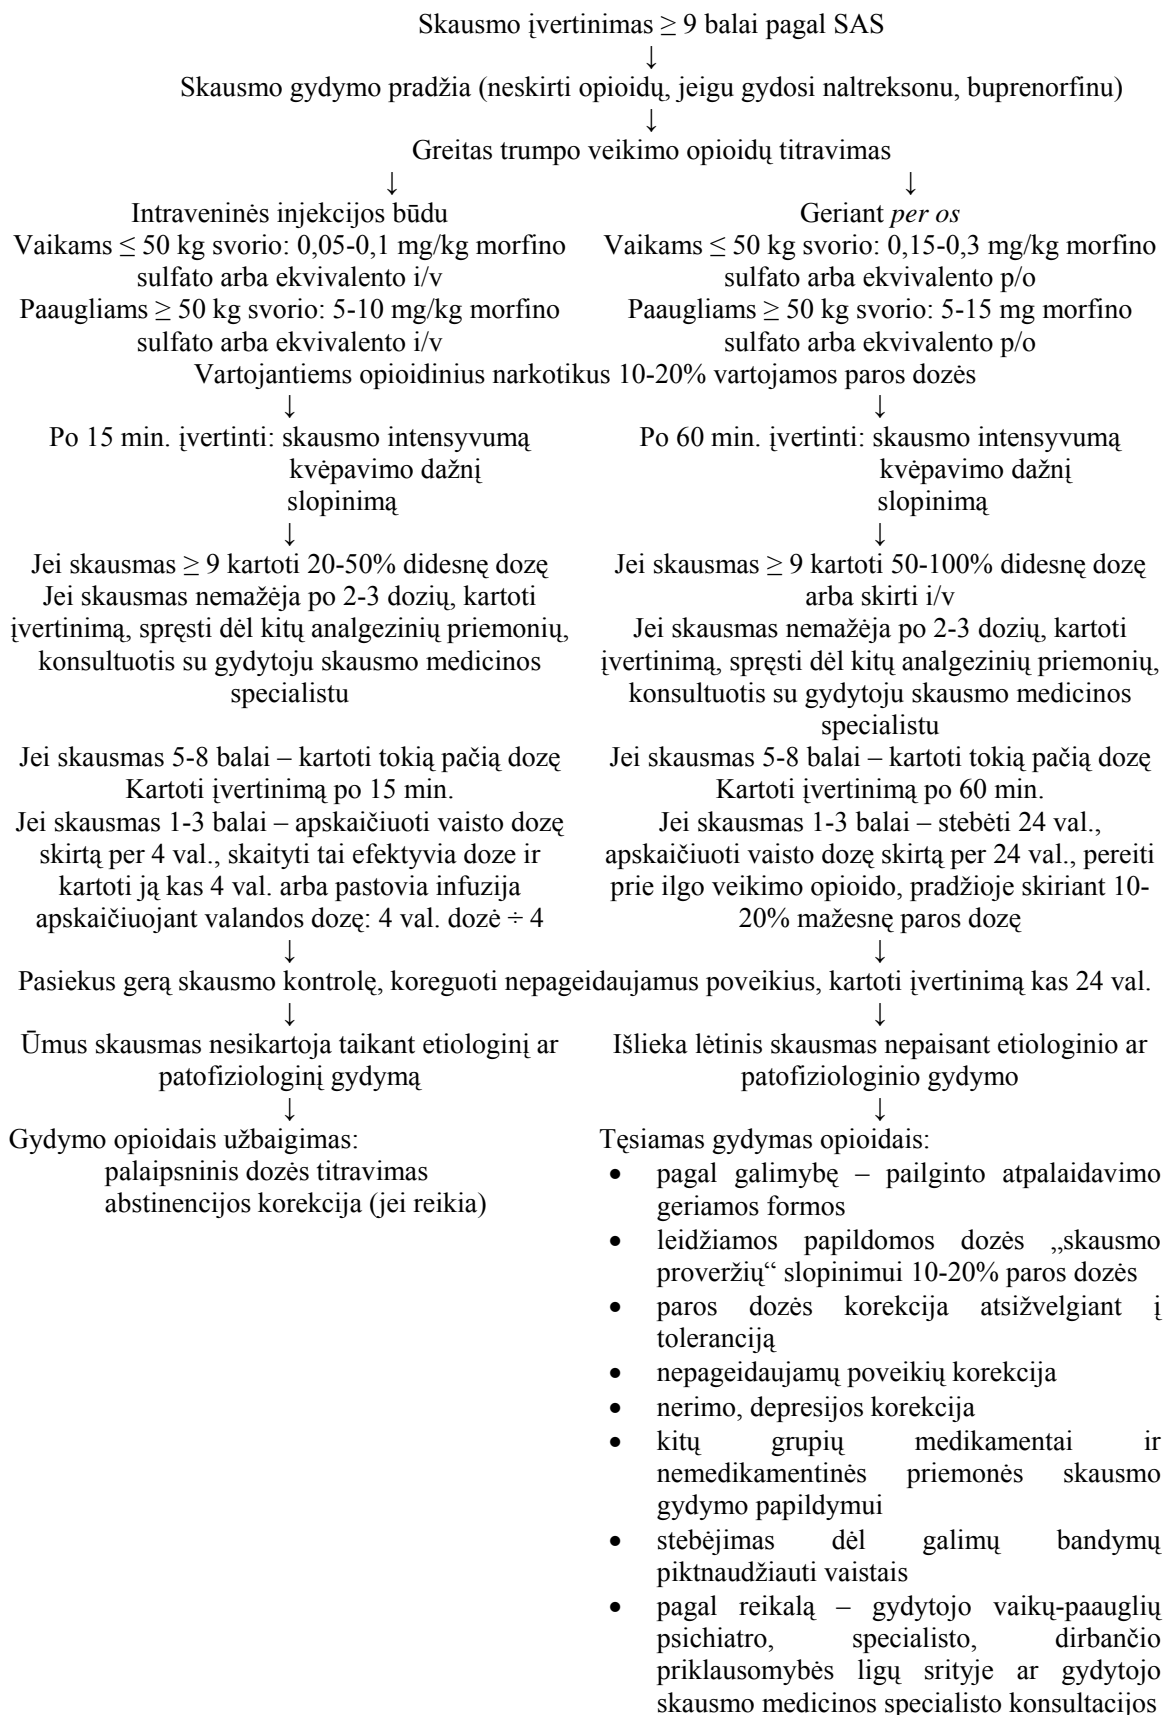 Skausmo įvertinimas ≥ 9 balai pagal SAS
↓
Skausmo gydymo pradžia (neskirti opioidų, jeigu gydosi naltreksonu, buprenorfinu)
↓
Greitas trumpo veikimo opioidų titravimas
↓
Intraveninės injekcijos būdu
Vaikams ≤ 50 kg svorio: 0,05-0,1 mg/kg morfino
sulfato arba ekvivalento i/v
Paaugliams ≥ 50 kg svorio: 5-10 mg/kg morfino
sulfato arba ekvivalento i/v
↓
Geriant per os
Vaikams ≤ 50 kg svorio: 0,15-0,3 mg/kg morfino
sulfato arba ekvivalento p/o
Paaugliams ≥ 50 kg svorio: 5-15 mg morfino
sulfato arba ekvivalento p/o
Vartojantiems opioidinius narkotikus 10-20% vartojamos paros dozės
↓
Po 15 min. įvertinti: skausmo intensyvumą
kvėpavimo dažnį
slopinimą
↓
Jei skausmas ≥ 9 kartoti 20-50% didesnę dozę
Jei skausmas nemažėja po 2-3 dozių, kartoti
įvertinimą, spręsti dėl kitų analgezinių priemonių,
konsultuotis su gydytoju skausmo medicinos
specialistu
Jei skausmas 5-8 balai – kartoti tokią pačią dozę
Kartoti įvertinimą po 15 min.
Jei skausmas 1-3 balai – apskaičiuoti vaisto dozę
skirtą per 4 val., skaityti tai efektyvia doze ir
kartoti ją kas 4 val. arba pastovia infuzija
apskaičiuojant valandos dozę: 4 val. dozė ÷ 4
↓
↓
Po 60 min. įvertinti: skausmo intensyvumą
kvėpavimo dažnį
slopinimą
↓
Jei skausmas ≥ 9 kartoti 50-100% didesnę dozę
arba skirti i/v
Jei skausmas nemažėja po 2-3 dozių, kartoti
įvertinimą, spręsti dėl kitų analgezinių priemonių,
konsultuotis su gydytoju skausmo medicinos
specialistu
Jei skausmas 5-8 balai – kartoti tokią pačią dozę
Kartoti įvertinimą po 60 min.
Jei skausmas 1-3 balai – stebėti 24 val.,
apskaičiuoti vaisto dozę skirtą per 24 val., pereiti
prie ilgo veikimo opioido, pradžioje skiriant 10-
20% mažesnę paros dozę
↓
Pasiekus gerą skausmo kontrolę, koreguoti nepageidaujamus poveikius, kartoti įvertinimą kas 24 val.
↓
Ūmus skausmas nesikartoja taikant etiologinį ar
patofiziologinį gydymą
↓
Gydymo opioidais užbaigimas:
palaipsninis dozės titravimas
abstinencijos korekcija (jei reikia)
↓
Išlieka lėtinis skausmas nepaisant etiologinio ar
patofiziologinio gydymo
↓
Tęsiamas gydymas opioidais:
• pagal galimybę – pailginto atpalaidavimo
geriamos formos
• leidžiamos papildomos dozės „skausmo
proveržių“ slopinimui 10-20% paros dozės
• paros dozės korekcija atsižvelgiant į
toleranciją
• nepageidaujamų poveikių korekcija
• nerimo, depresijos korekcija
• kitų grupių medikamentai ir
nemedikamentinės priemonės skausmo
gydymo papildymui
• stebėjimas dėl galimų bandymų
piktnaudžiauti vaistais
• pagal reikalą – gydytojo vaikų-paauglių
psichiatro, specialisto, dirbančio
priklausomybės ligų srityje ar gydytojo
skausmo medicinos specialisto konsultacijos